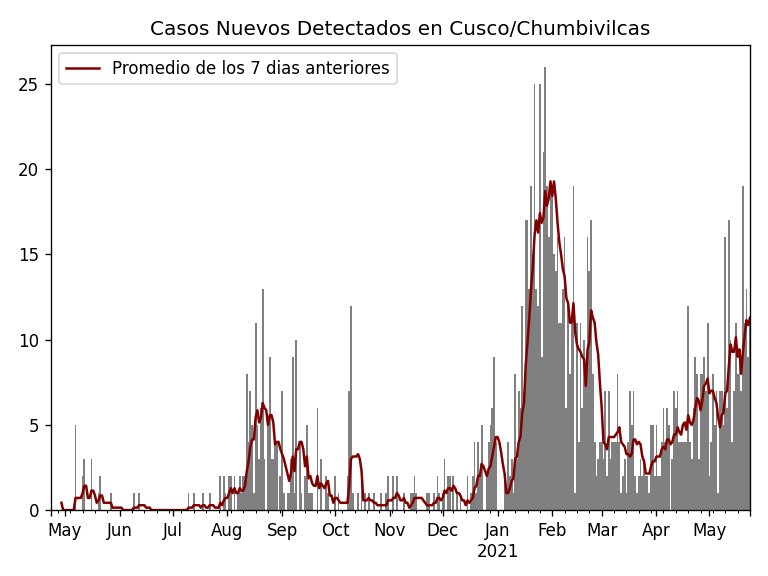 Casos Nuevos Detectados en Cusco/Chumbivilcas
Promedio de los 7 dias anteriores
25
20
15
10
5
0
May Jun Jul Aug Sep Oct Nov Dec Jan Feb Mar Apr May
2021